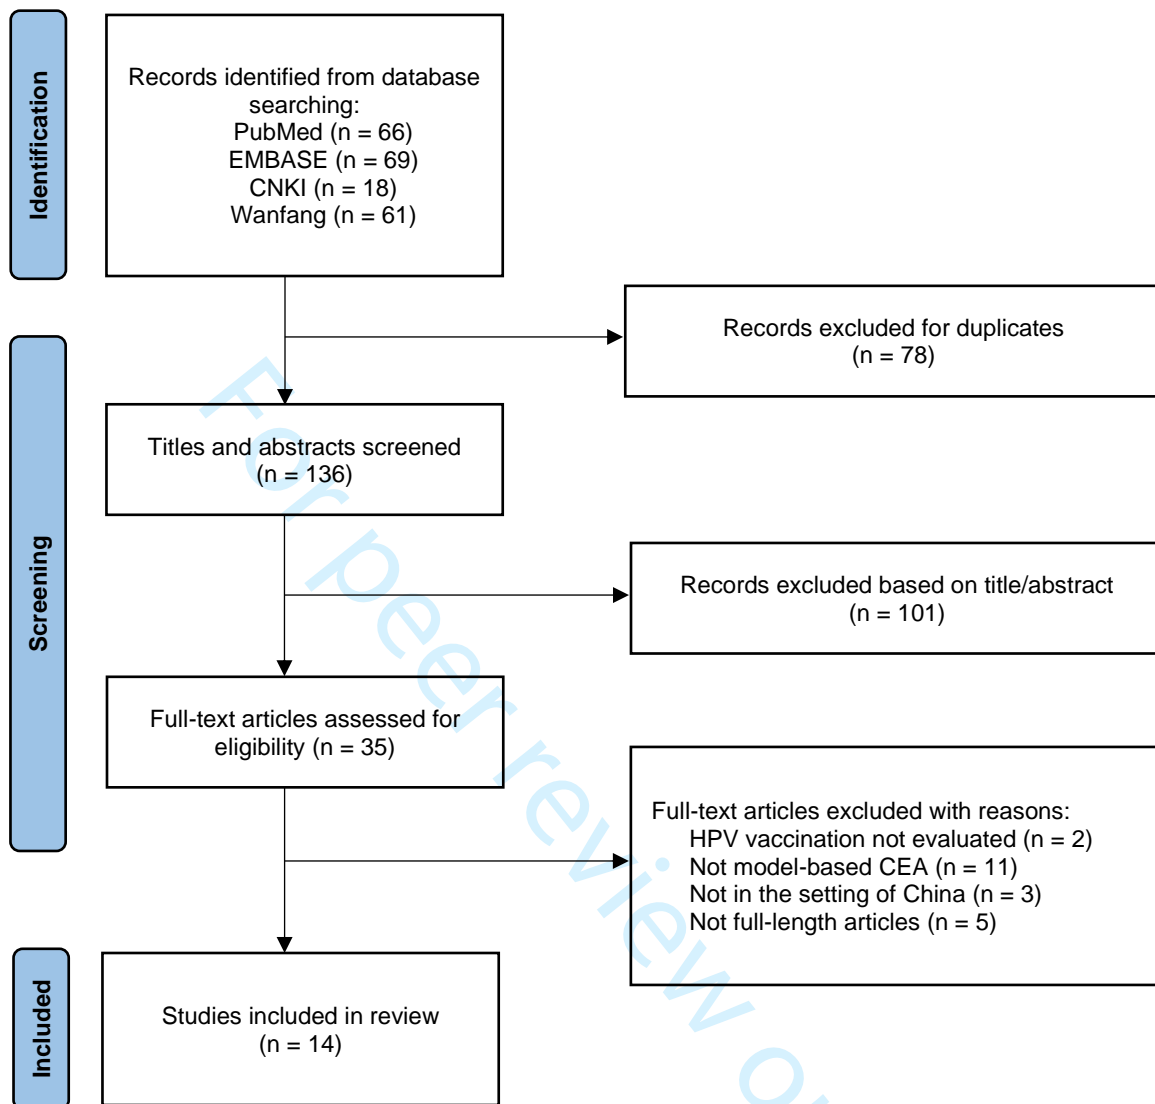 Identification
Records identified from database
searching:
PubMed (n = 66)
EMBASE (n = 69)
CNKI (n = 18)
Wanfang (n = 61)
Records excluded for duplicates
(n = 78)
Screening
Titles and abstracts screened
(n = 136)
Records excluded based on title/abstract
(n = 101)
Full-text articles assessed for
eligibility (n = 35)
Full-text articles excluded with reasons:
HPV vaccination not evaluated (n = 2)
Not model-based CEA (n = 11)
Not in the setting of China (n = 3)
Not full-length articles (n = 5)
Included
Studies included in review
(n = 14)
For peer review on